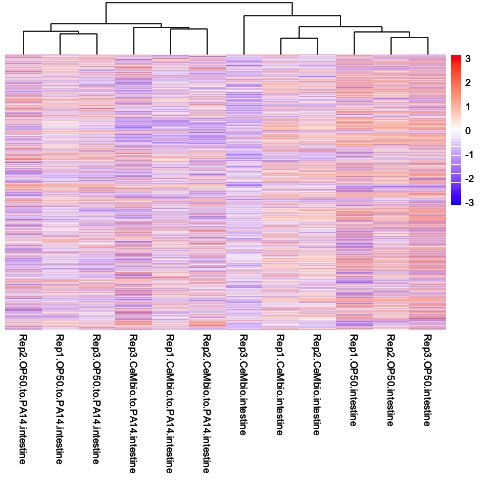 3
2
1
0
-1
-2
-3
Rep2.OP50.to.PA14.intestine
Rep1.OP50.to.PA14.intestine
Rep3.OP50.to.PA14.intestine
Rep3.CeMbio.to.PA14.intestine
Rep1.CeMbio.to.PA14.intestine
Rep2.CeMbio.to.PA14.intestine
Rep3.CeMbio.intestine
Rep1.CeMbio.intestine
Rep2.CeMbio.intestine
Rep1.OP50.intestine
Rep2.OP50.intestine
Rep3.OP50.intestine